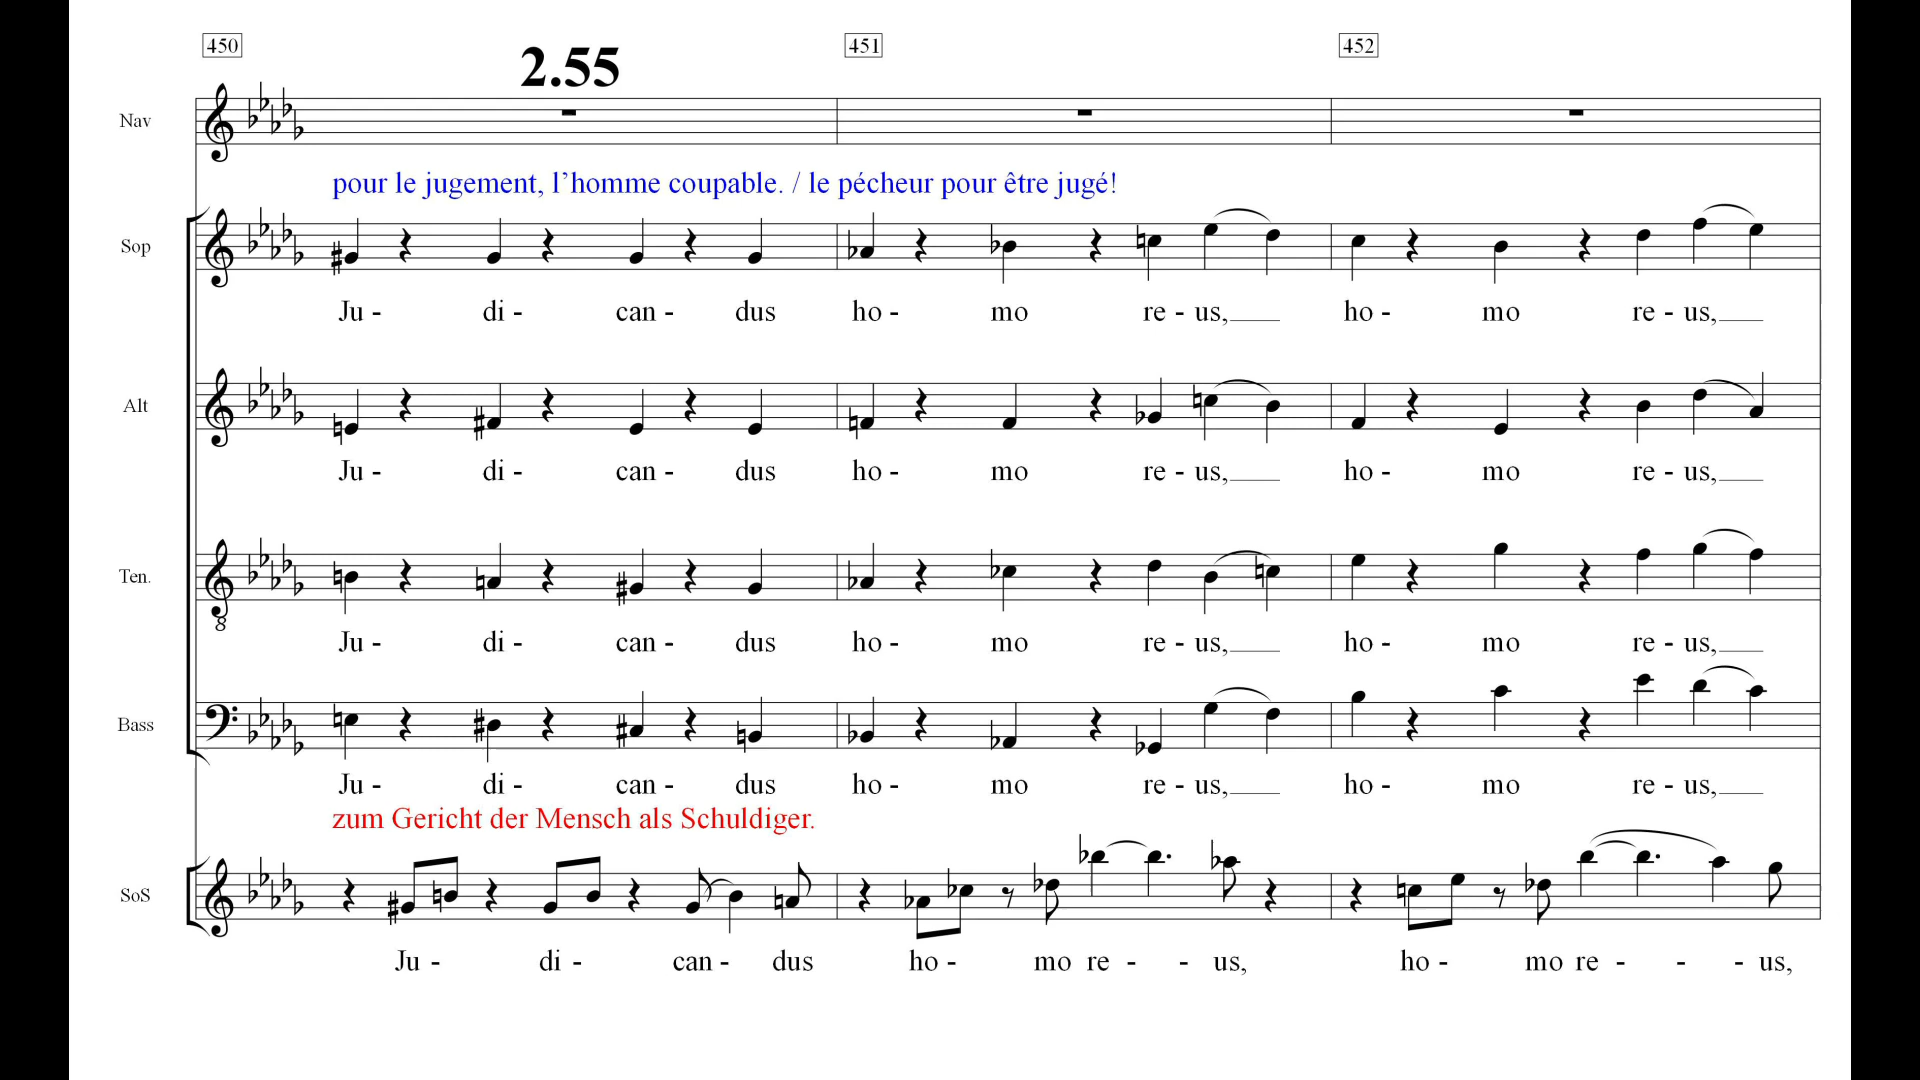 450 451 452
2.55
Nav
pour le jugement, l’homme coupable. / le pécheur pour être jugé!
Sop
Ju - di - can - dus ho - mo re - us, ho - mo re - us,
Alt
Ju - di - can - dus ho - mo re - us, ho - mo re - us,
Ten.
8
Ju - di - can - dus ho - mo re - us, ho - mo re - us,
Bass
Ju - di - can - dus ho - mo re - us, ho - mo re - us,
zum Gericht der Mensch als Schuldiger.
SoS
Ju - di - can - dus ho - mo re - - us, ho - mo re - - - us,